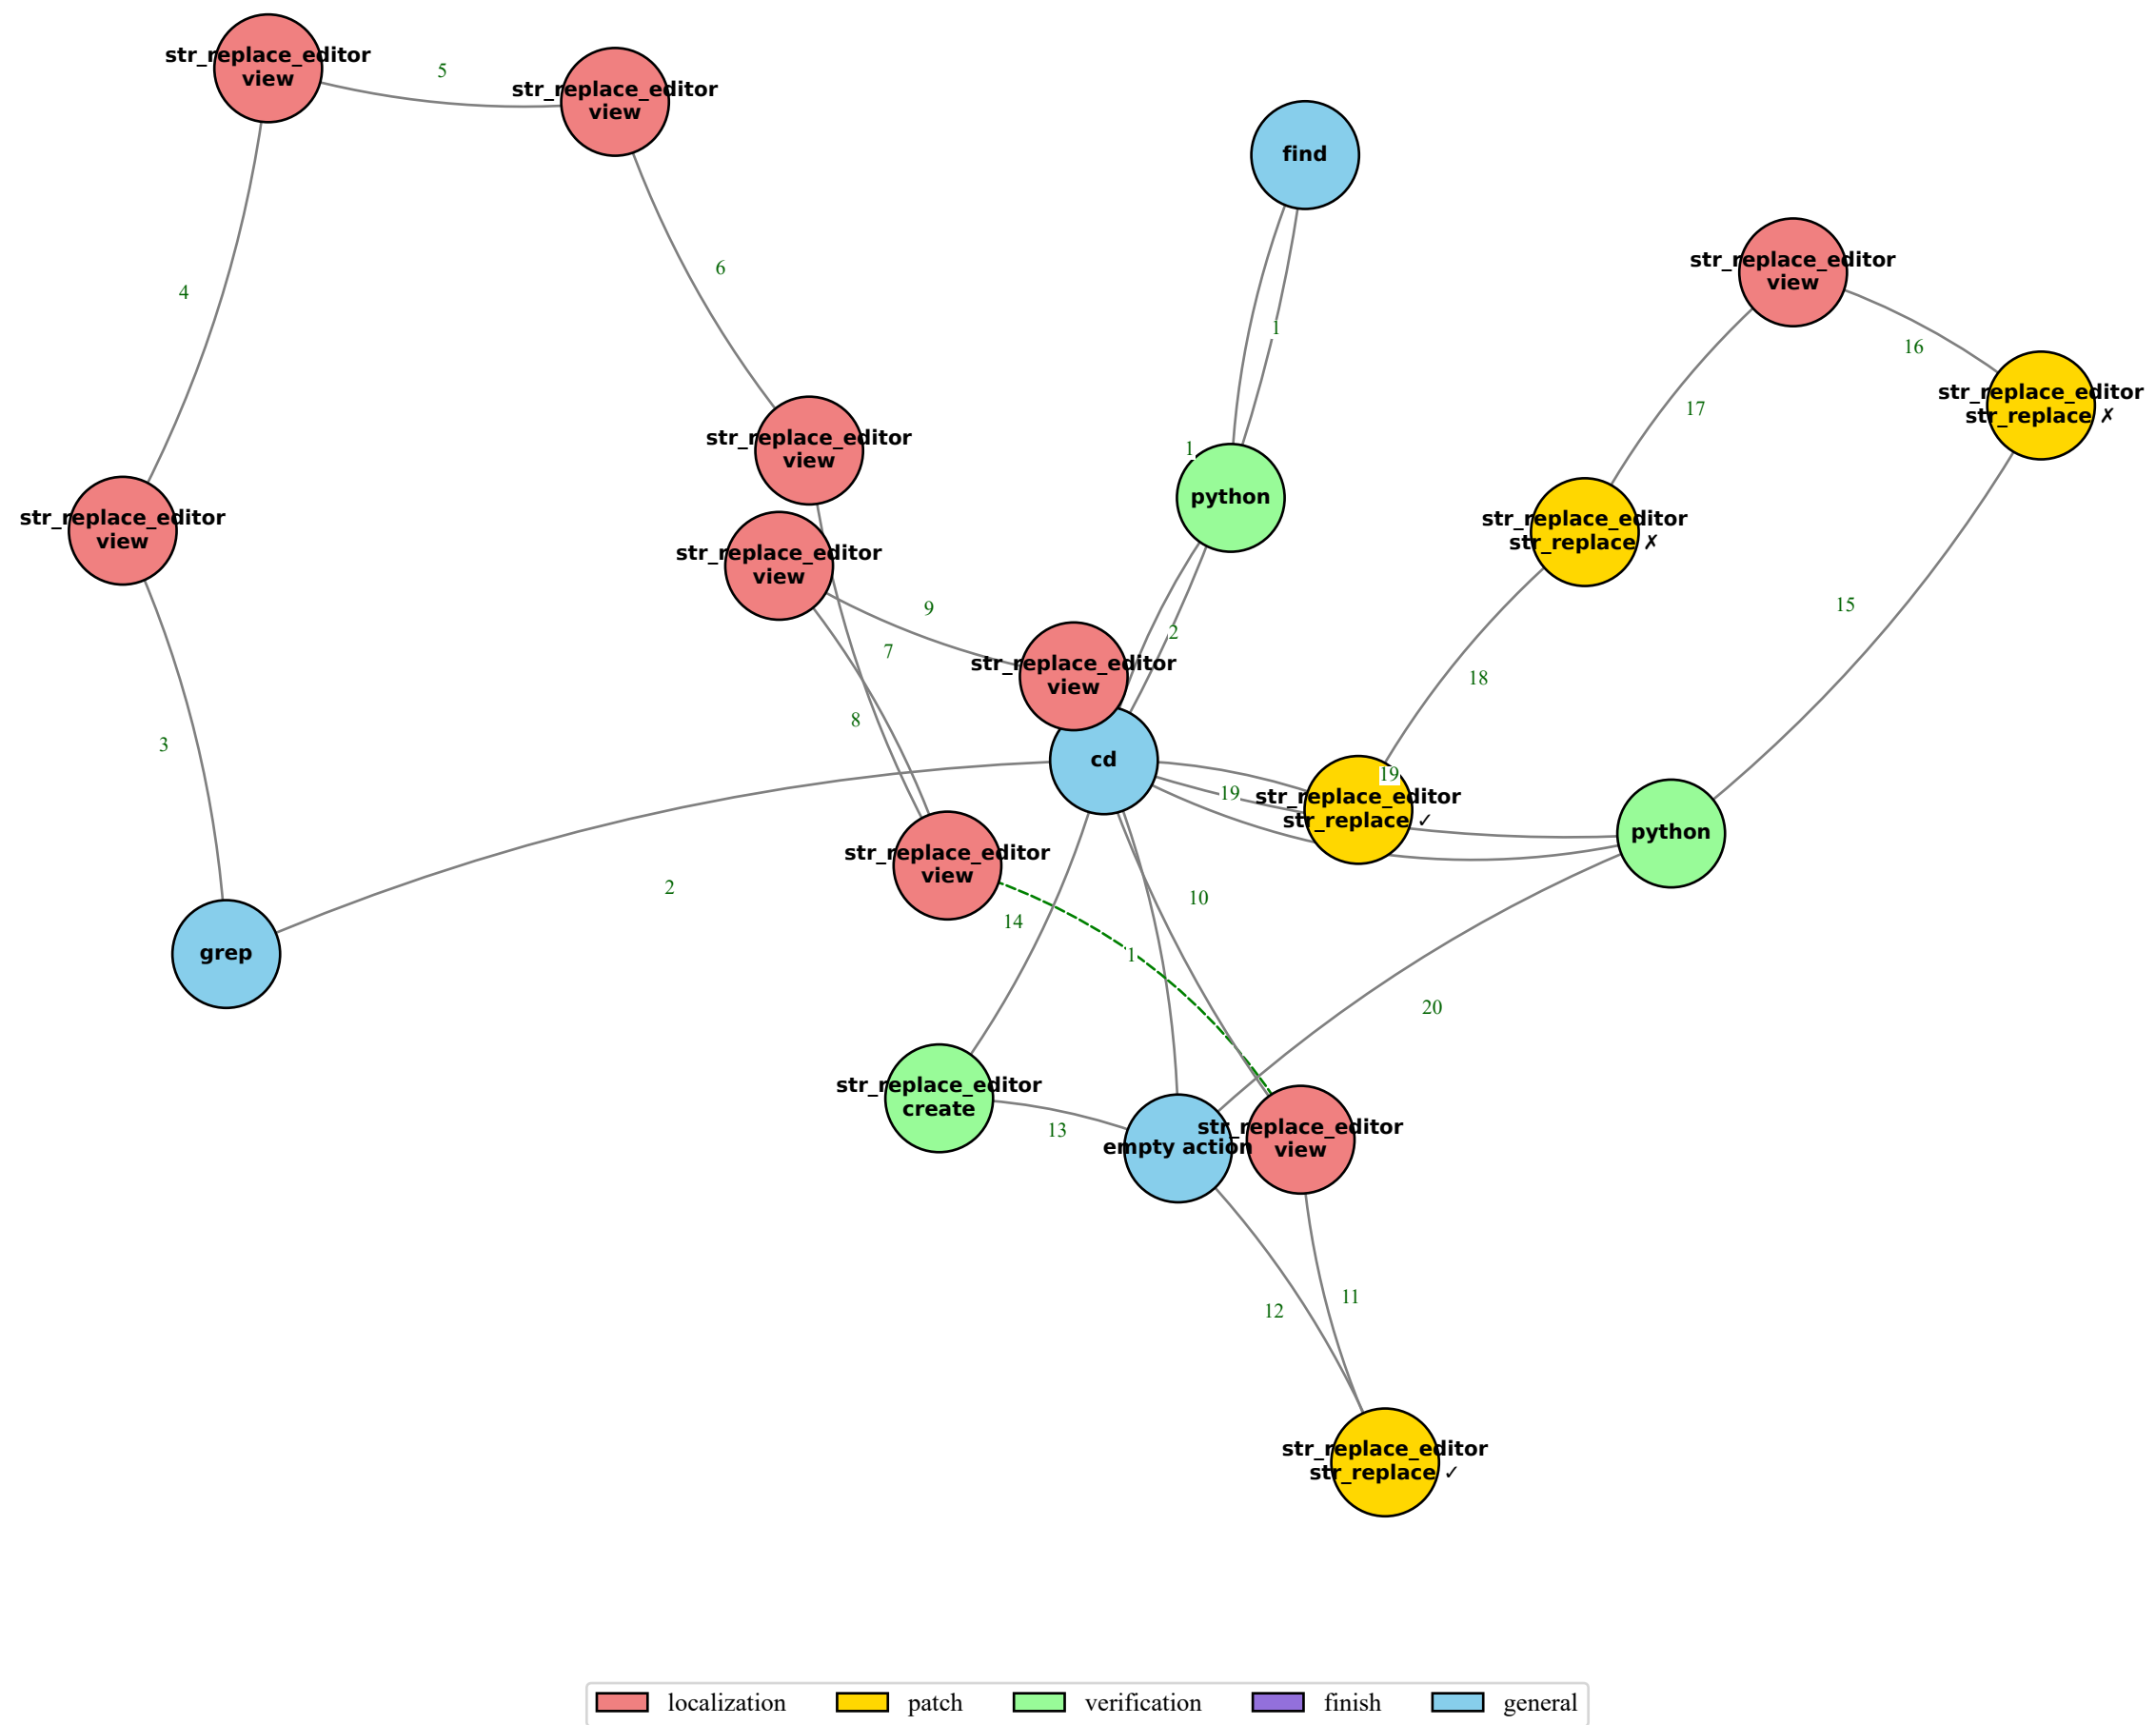 str_replace_editor
view
5
str_replace_editor
view
find
str_replace_editor
view
6
4
1
16
str_replace_editor
str_replace ✗
17
str_replace_editor
view
1
python
str_replace_editor
view
str_replace_editor
str_replace ✗
str_replace_editor
view
9
15
2
7
str_replace_editor
view
18
8
3
cd
19
19
str_replace_editor
str_replace ✓
python
str_replace_editor
view
2
10
14
grep
1
20
str_replace_editor
create
13
empty action
str_replace_editor
view
12
11
str_replace_editor
str_replace ✓
localization
patch
verification
finish
general